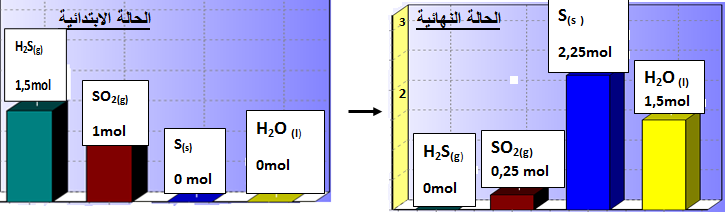 الحالة الابتدائية
H₂S(g)
1,5mol
SO₂(g)
1mol
S(s)
0 mol
H₂O (l)
0mol
الحالة النهائية
3
2
H₂S(g)
0mol
SO₂(g)
0,25 mol
S(s )
2,25mol
H₂O (l)
1,5mol